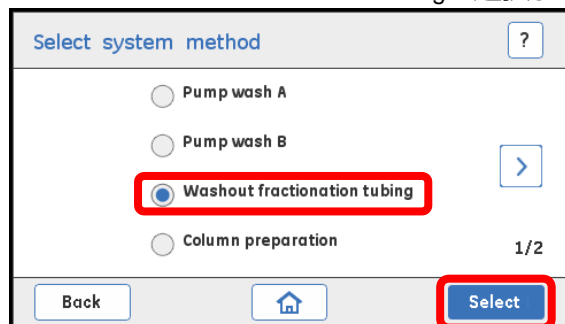 Select system method ?
Pump wash A
Pump wash B
>
Washout fractionation tubing
Column preparation
1/2
Back
Select